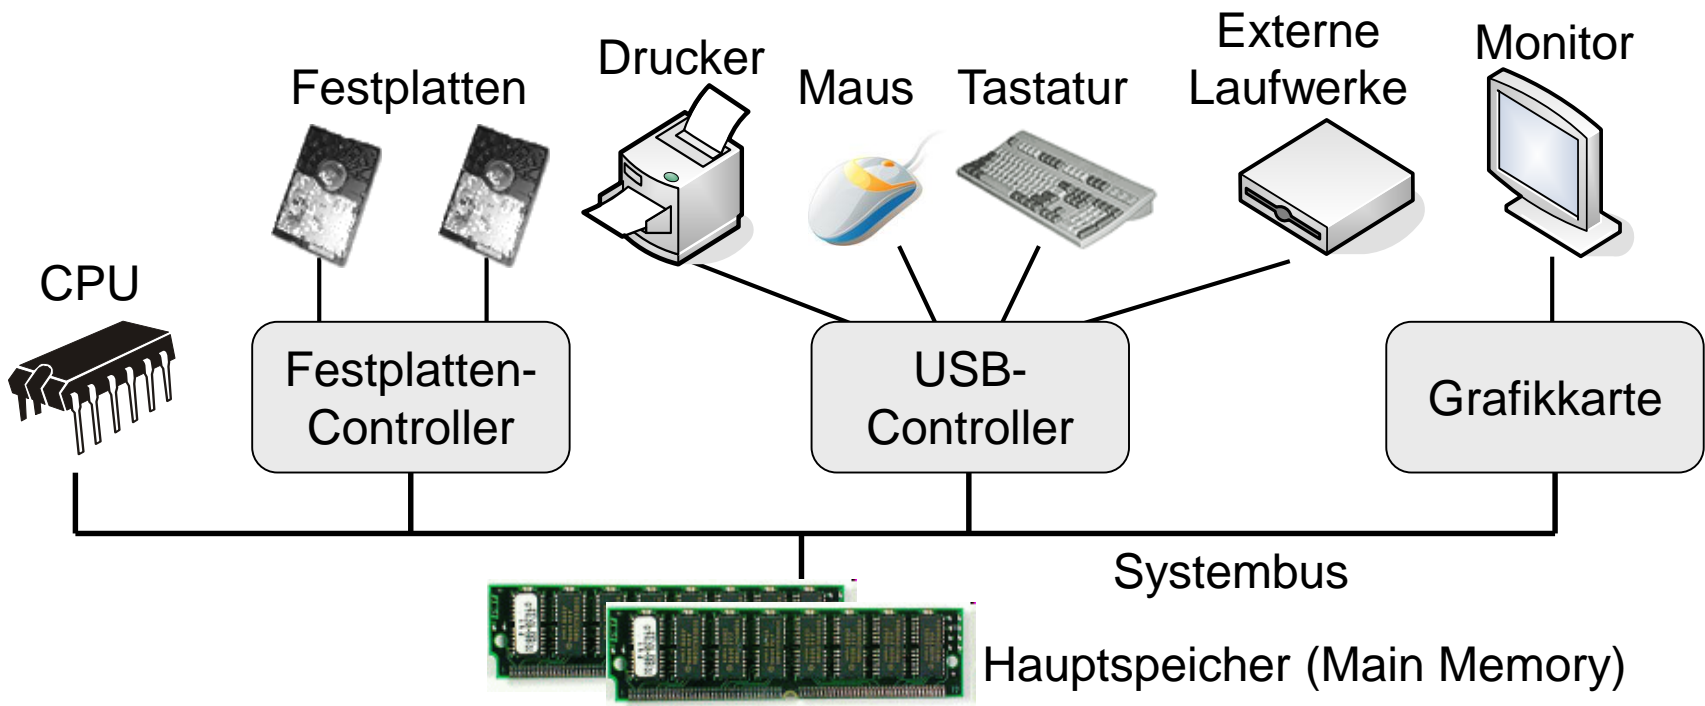 Externe
Laufwerke
Monitor
Drucker
Festplatten
Maus
Tastatur
CPU
Festplatten-
Controller
USB-
Controller
Grafikkarte
Systembus
Hauptspeicher (Main Memory)